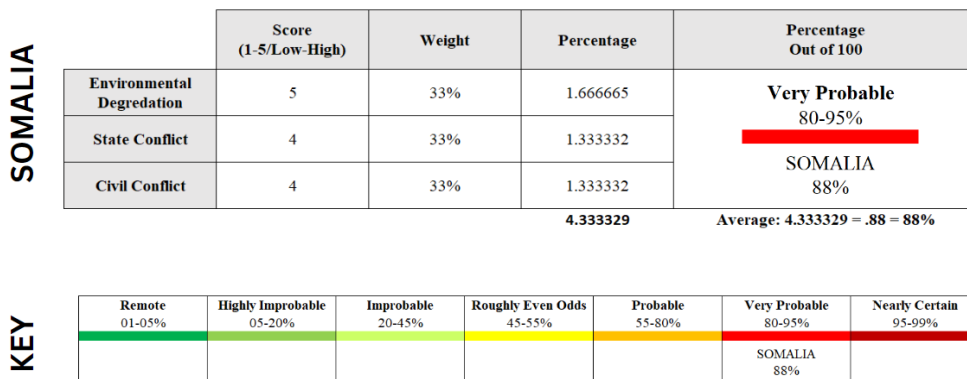 SOMALIA
Score
(1-5/Low-High)
Weight
Percentage
Percentage
Out of 100
Environmental
Degredation
5
33%
1.666665
State Conflict
4
33%
1.333332
Civil Conflict
4
33%
1.333332
Very Probable
80-95%
SOMALIA
88%
4.333329
Average: 4.333329 = .88 = 88%
KEY
Remote
01-05%
Highly Improbable
05-20%
Improbable
20-45%
Roughly Even Odds
45-55%
Probable
55-80%
Very Probable
80-95%
SOMALIA
88%
Nearly Certain
95-99%